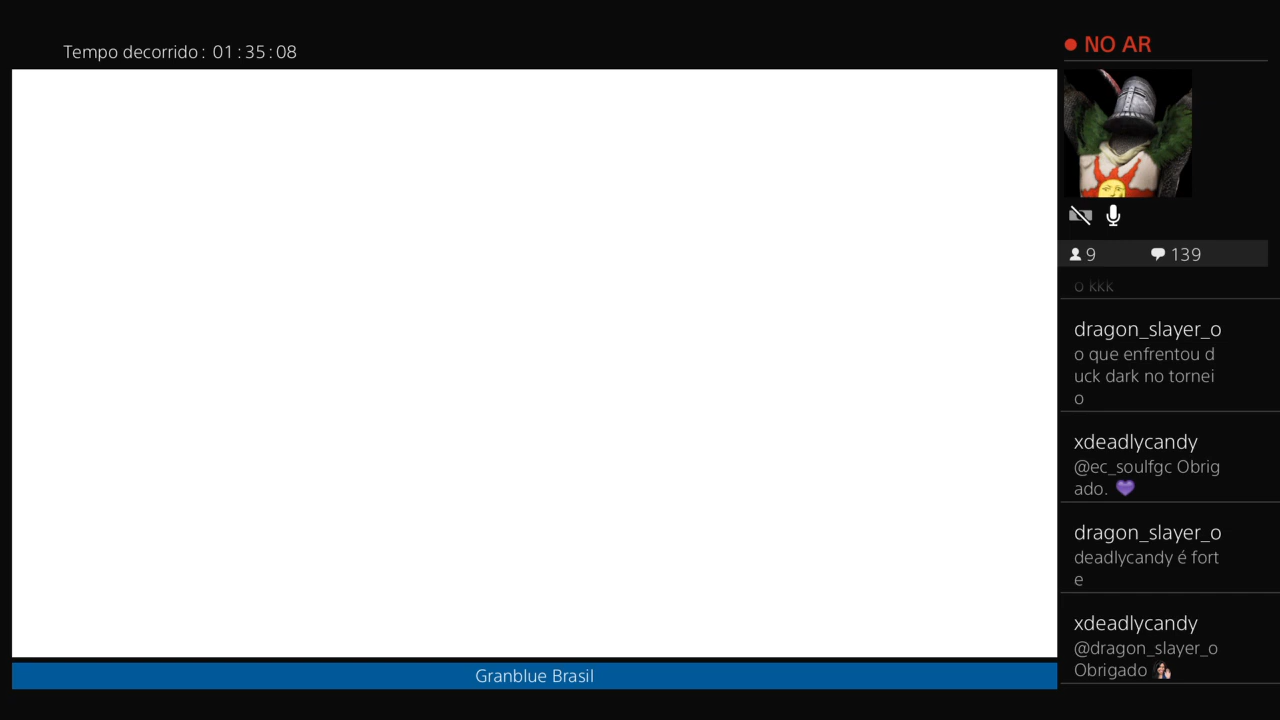 Tempo decorrido : 01 : 35 : 08
NO AR
9 139
o kkk
dragon_slayer_o
o que enfrentou d
uck dark no tornei
o
xdeadlycandy
@ec_soulfgc Obrig
ado. 💜
dragon_slayer_o
deadlycandy é fort
e
xdeadlycandy
@dragon_slayer_o
Obrigado
Granblue Brasil